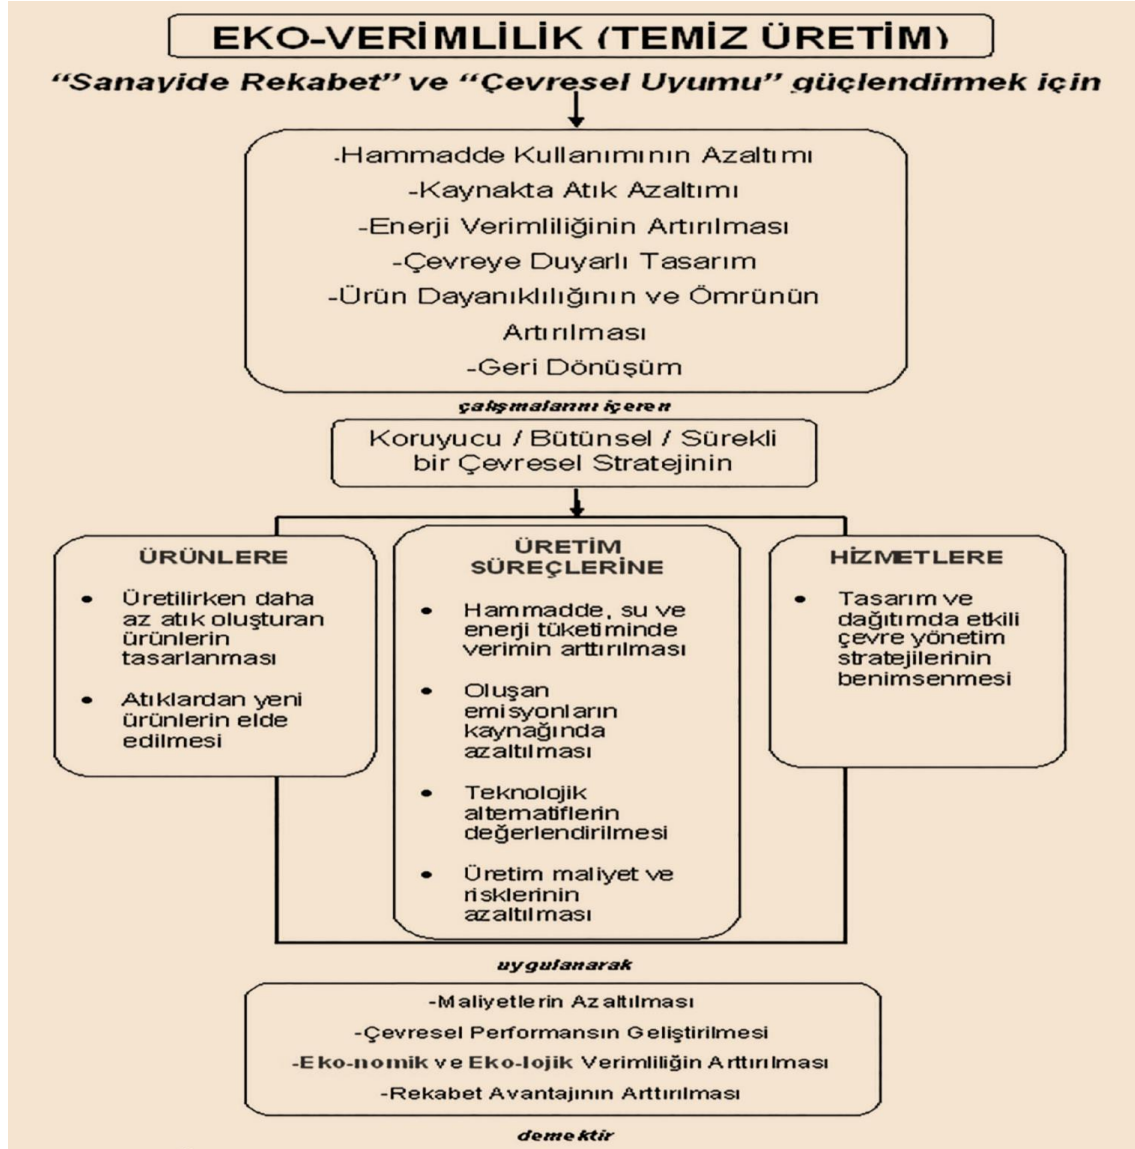 EKO-VERİMLİLİK (TEMİZ ÜRETİM)
“Sanayide Rekabet” ve “Çevresel Uyumu” güçlendirmek için
-Hammadde Kullanımının Azaltımı
-Kaynakta Atık Azaltımı
-Enerji Verimliliğinin Artırılması
-Çevreye Duyarlı Tasarım
-Ürün Dayanıklılığının ve Ömrünün
Artırılması
-Geri Dönüşüm
çalışmalarını içeren
Koruyucu / Bütünsel / Sürekli
bir Çevresel Stratejinin
ÜRÜNLERE
• Üretilirken daha
az atık oluşturan
ürünlerin
tasarlanması
• Atıklardan yeni
ürünlerin elde
edilmesi
ÜRETİM
SÜREÇLERİNE
• Hammadde, su ve
enerji tüketiminde
verimin arttırılması
• Oluşan
emisyonların
kaynağında
azaltılması
• Teknolojik
alternatiflerin
değerlendirilmesi
• Üretim maliyet ve
risklerinin
azaltılması
HİZMETLERE
• Tasarım ve
dağıtımda etkili
çevre yönetim
stratejilerinin
benimsenmesi
uygulanarak
-Maliyetlerin Azaltılması
-Çevresel Performansın Geliştirilmesi
-Eko-nomik ve Eko-lojik Verimliliğin Arttırılması
-Rekabet Avantajının Arttırılması
demektir